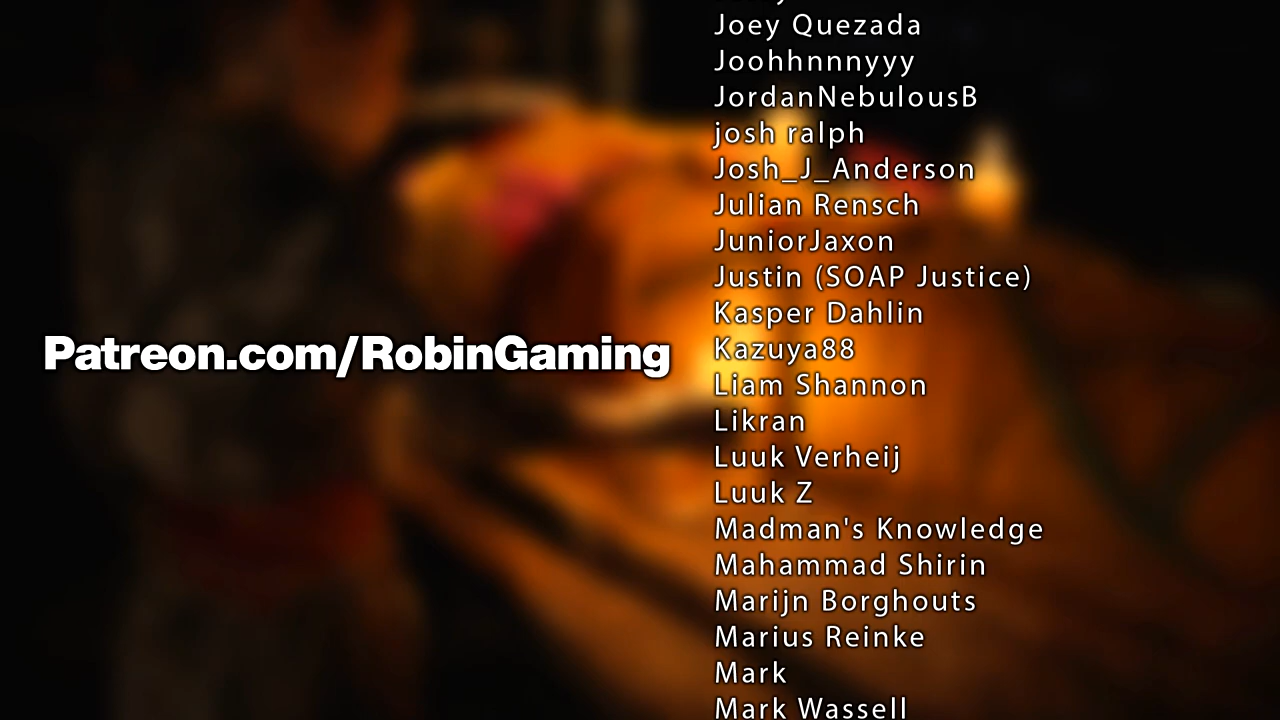 Joey Quezada
Joohhnnnyyy
JordanNebulousB
josh ralph
Josh_J_Anderson
Julian Rensch
JuniorJaxon
Justin (SOAP Justice)
Kasper Dahlin
Patreon.com/RobinGaming
Kazuya88
Liam Shannon
Likran
Luuk Verheij
Luuk Z
Madman's Knowledge
Mahammad Shirin
Marijn Borghouts
Marius Reinke
Mark
Mark Wassell